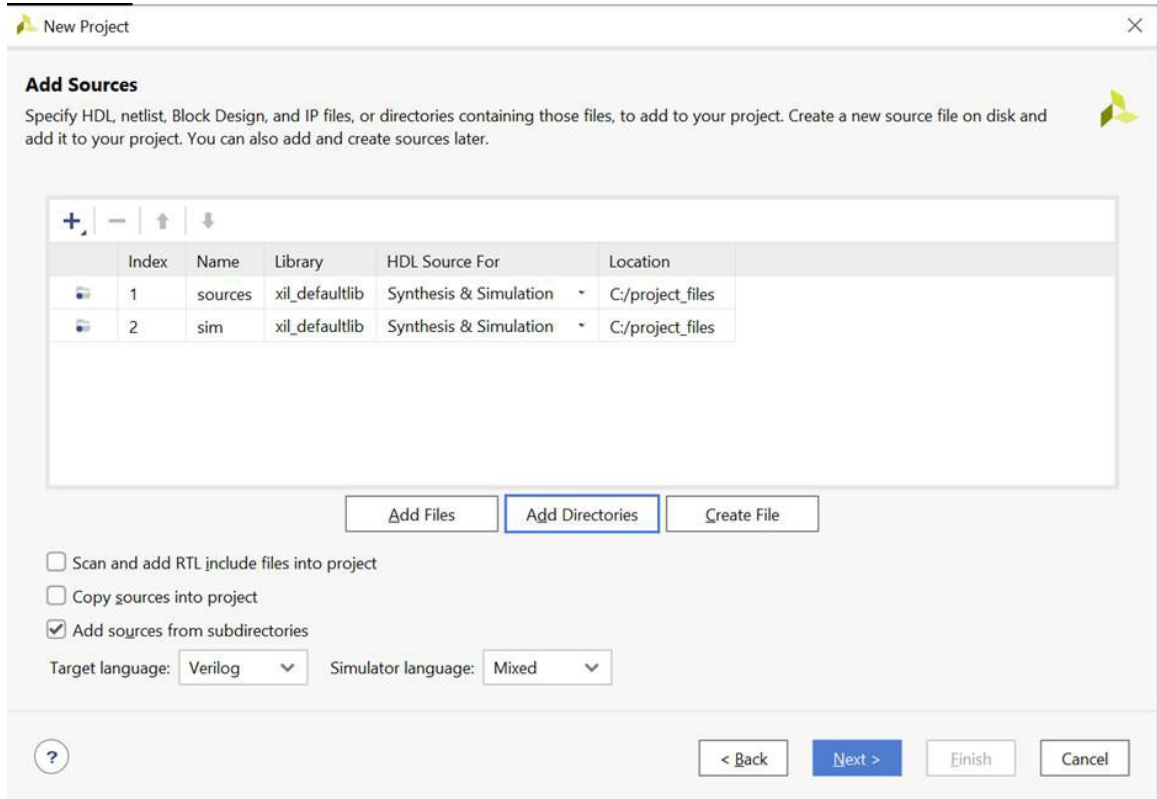 New Project
Add Sources
Specify HDL, netlist, Block Design, and IP files, or directories containing those files, to add to your project. Create a new source file on disk and
add it to your project. You can also add and create sources later.
Index Name Library HDL Source For Location
1 sources xil_defaultlib Synthesis & Simulation C:/project_files
2 sim xil_defaultlib Synthesis & Simulation C:/project_files
Add Files Add Directories Create File
Scan and add RTL include files into project
Copy sources into project
Add sources from subdirectories
Target language: Verilog Simulator language: Mixed
? < Back Next > Finish Cancel